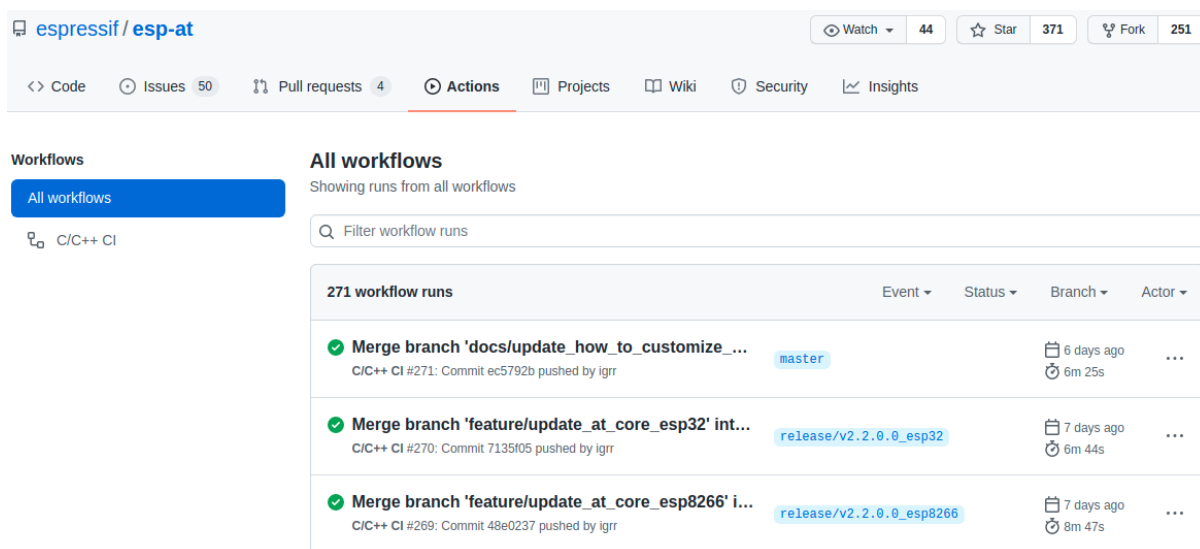 espressif / esp-at
Watch 44 Star 371 Fork 251
Code Issues 50 Pull requests 4 Actions Projects Wiki Security Insights
Workflows
All workflows
C/C++ CI
All workflows
Showing runs from all workflows
Filter workflow runs
271 workflow runs Event Status Branch Actor
Merge branch 'docs/update_how_to_customize_... master 6 days ago
C/C++ CI #271: Commit ec5792b pushed by igrr 6m 25s
Merge branch 'feature/update_at_core_esp32' int... release/v2.2.0.0_esp32 7 days ago
C/C++ CI #270: Commit 7135f05 pushed by igrr 6m 44s
Merge branch 'feature/update_at_core_esp8266' i... release/v2.2.0.0_esp8266 7 days ago
C/C++ CI #269: Commit 48e0237 pushed by igrr 8m 47s